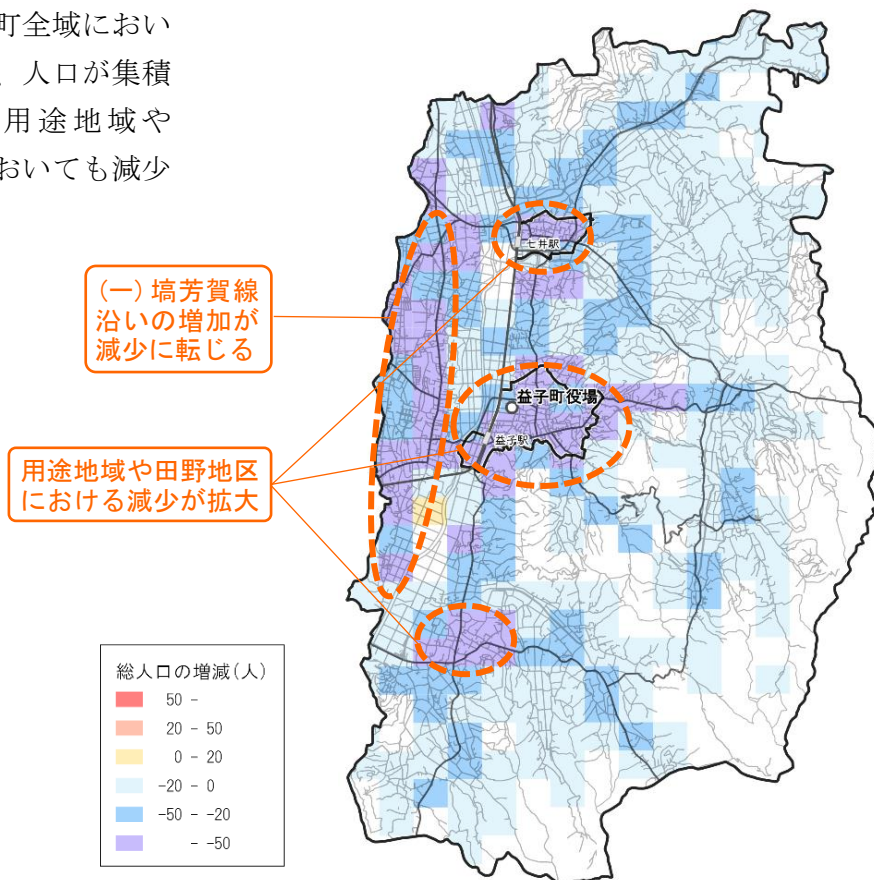 町全域におい
、人口が集積
用途地域や
おいても減少
七井駅
(一)塙芳賀線
沿いの増加が
減少に転じる
益子町役場
益子駅
用途地域や田野地区
における減少が拡大
総人口の増減(人)
50 -
20 - 50
0 - 20
-20 - 0
-50 - -20
- -50